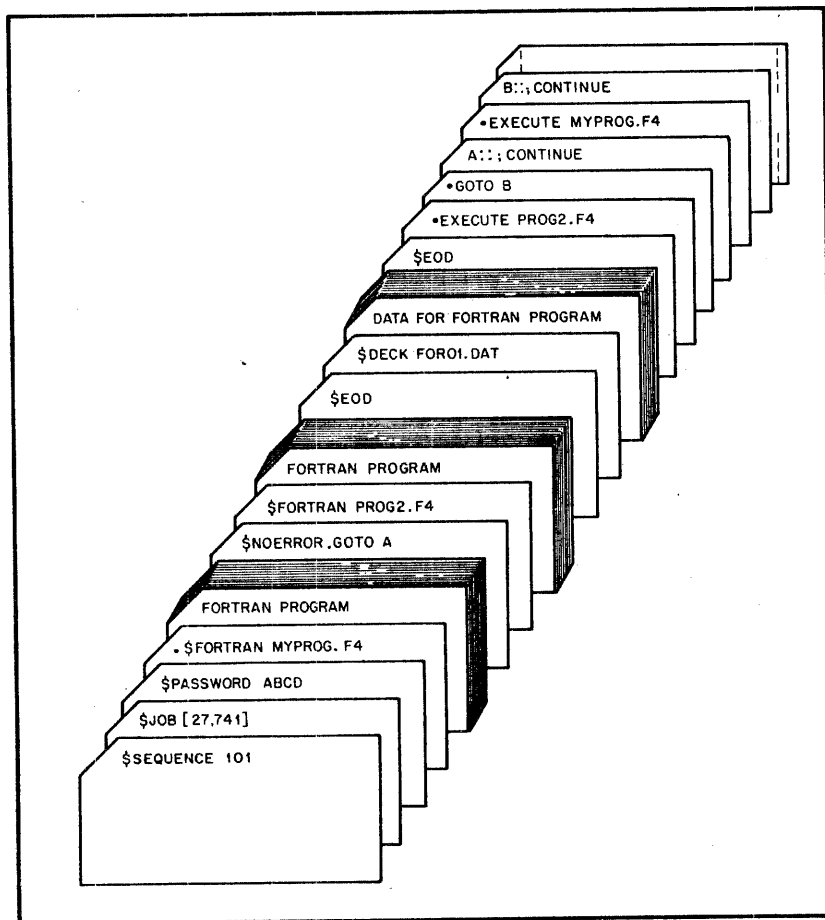 B::;CONTINUE
•EXECUTE MYPROG.F4
A::;CONTINUE
•GOTO B
•EXECUTE PROG2.F4
$EOD
DATA FOR FORTRAN PROGRAM
$DECK FOR01.DAT
$EOD
FORTRAN PROGRAM
$FORTRAN PROG2.F4
$NOERROR.GOTO A
FORTRAN PROGRAM
.$FORTRAN MYPROG.F4
$PASSWORD ABCD
$JOB [27,741]
$SEQUENCE 101